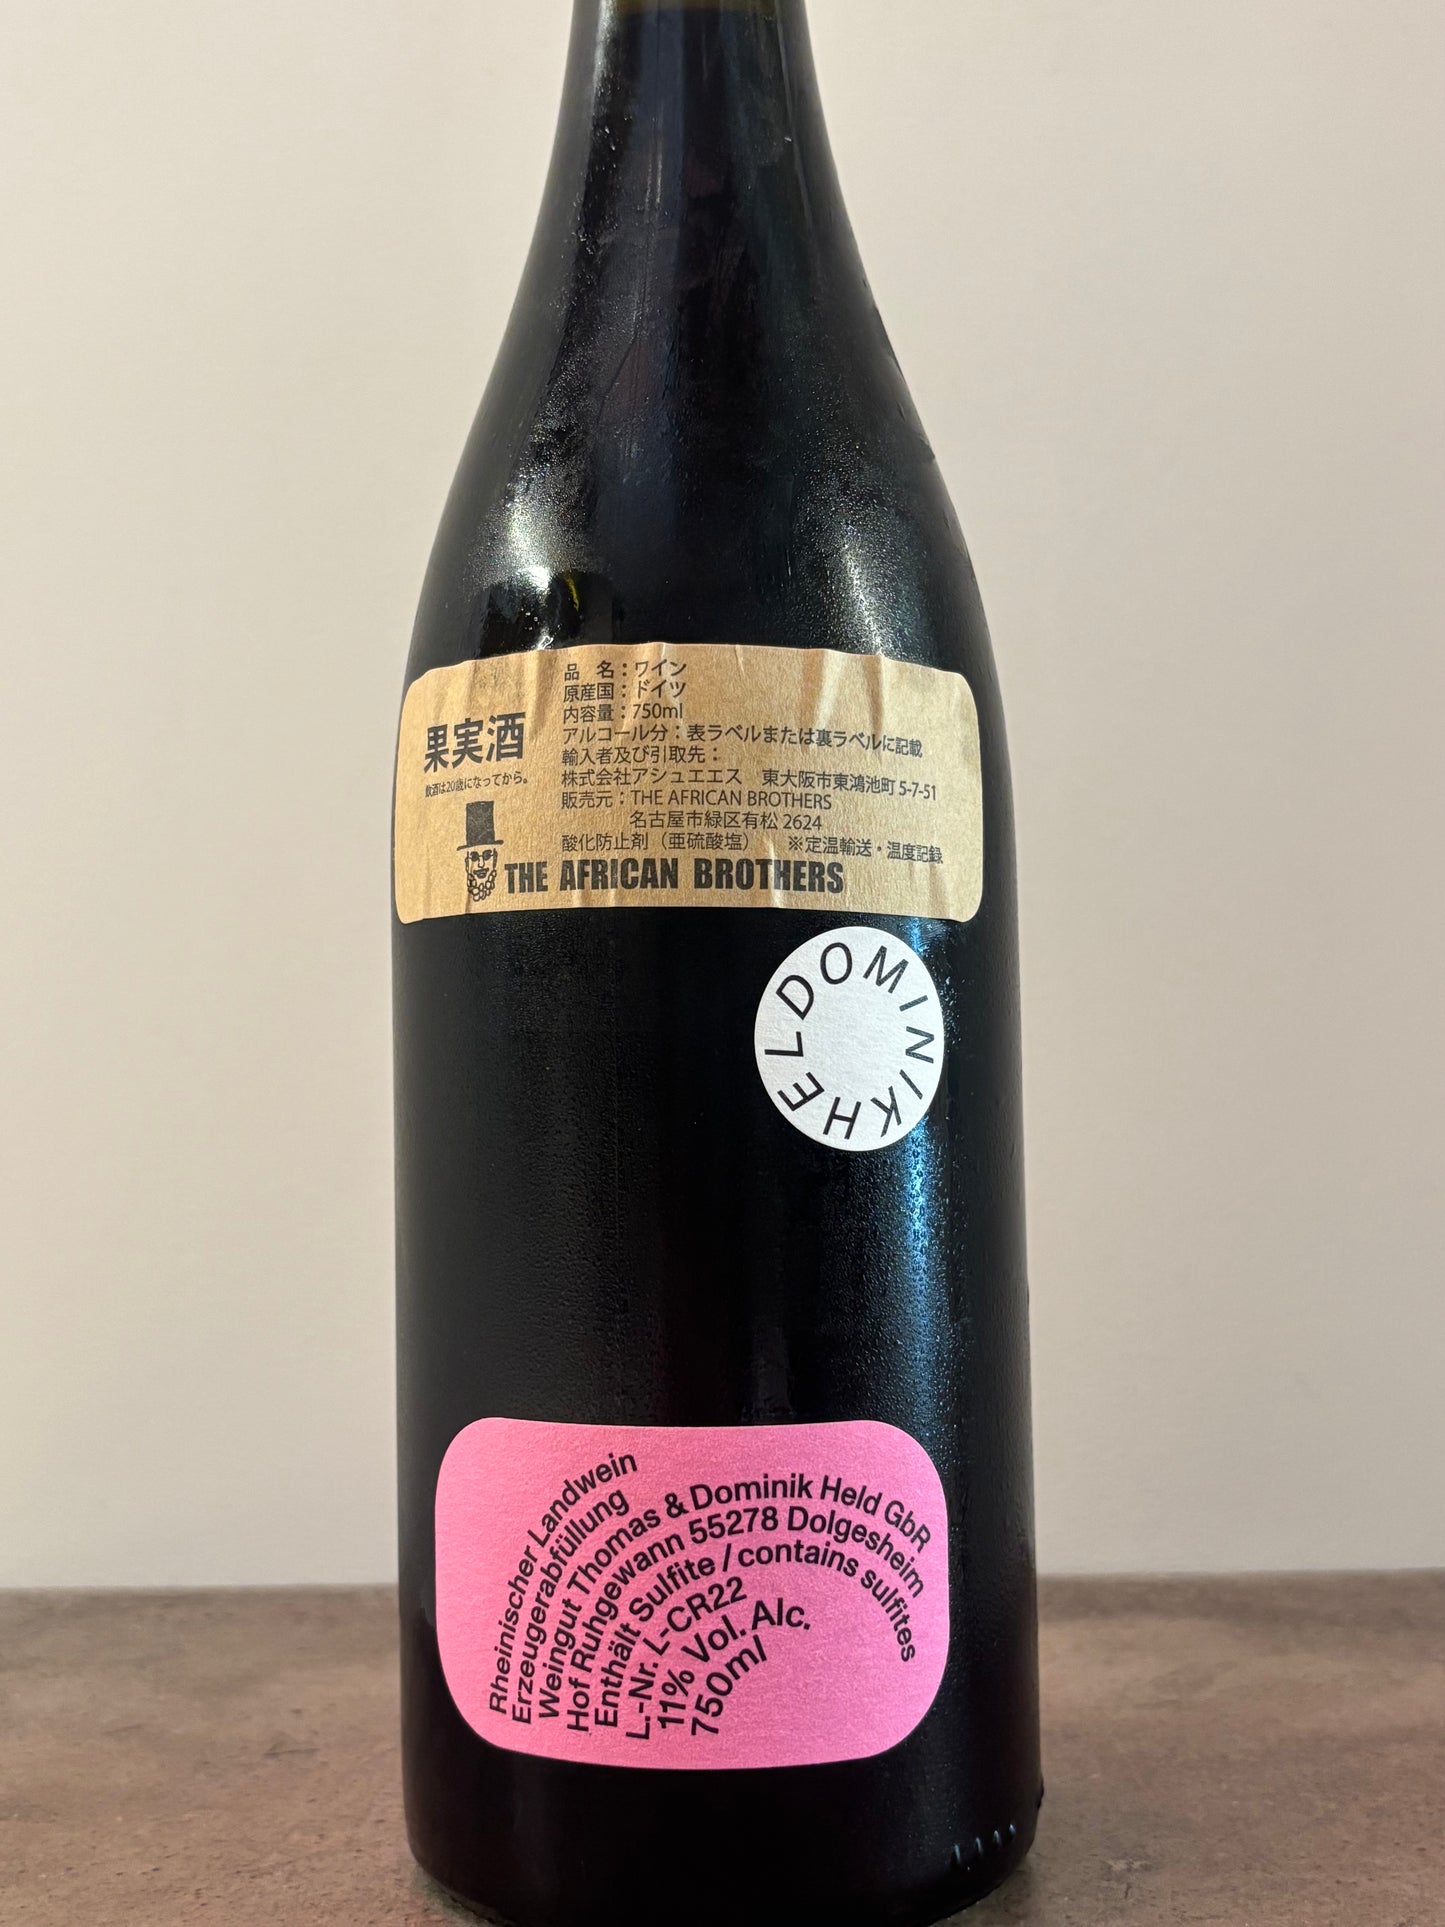 果実酒
飲酒は20歳になってから。
品 名：ワイン
原産国：ドイツ
内容量：750ml
アルコール分：表ラベルまたは裏ラベルに記載
輸入者及び引取先：
株式会社アシュエエス 東大阪市東鴻池町 5-7-51
販売元：THE AFRICAN BROTHERS
名古屋市緑区有松 2624
酸化防止剤（亜硫酸塩） ※定温輸送・温度記録
THE AFRICAN BROTHERS
DOMINIKHELD
Rheinischer Landwein
Erzeugerabfüllung
Weingut Thomas & Dominik Held GbR
Hof Ruhgewann 55278 Dolgesheim
Enthält Sulfite / contains sulfites
L.-Nr. L-CR22
11% Vol. Alc.
750ml